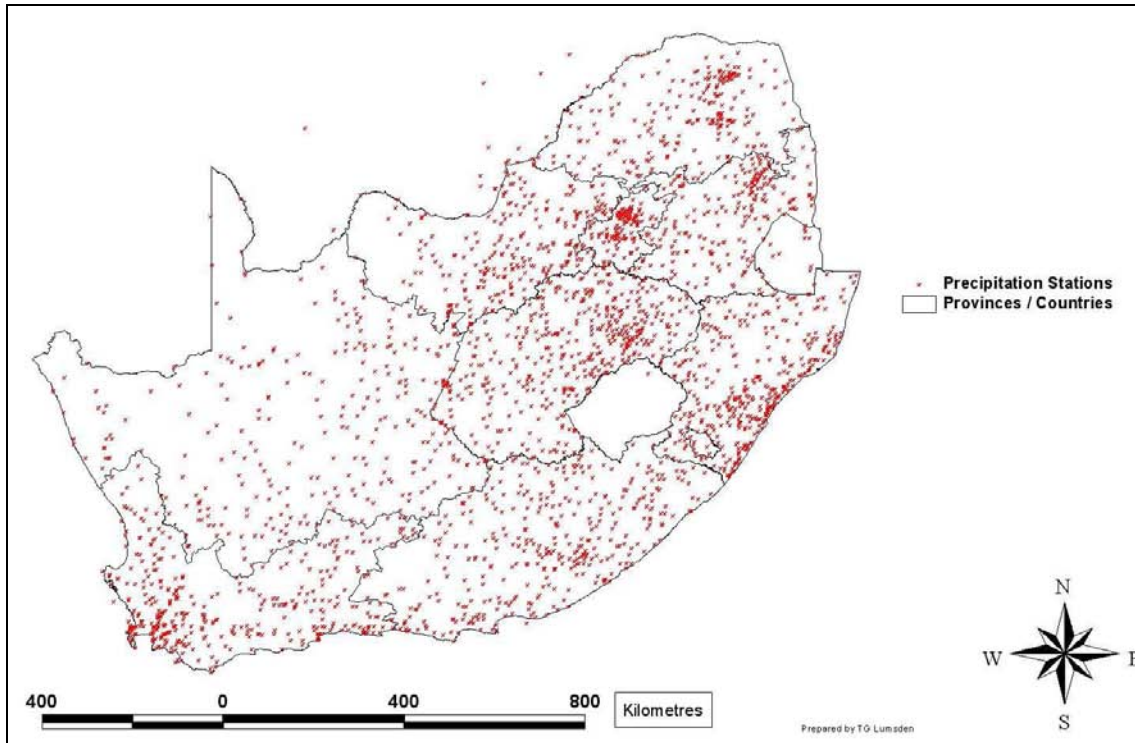 Precipitation Stations
Provinces / Countries
N
W
E
S
400 0 400 800
Kilometres
Prepared by TG Lumsden